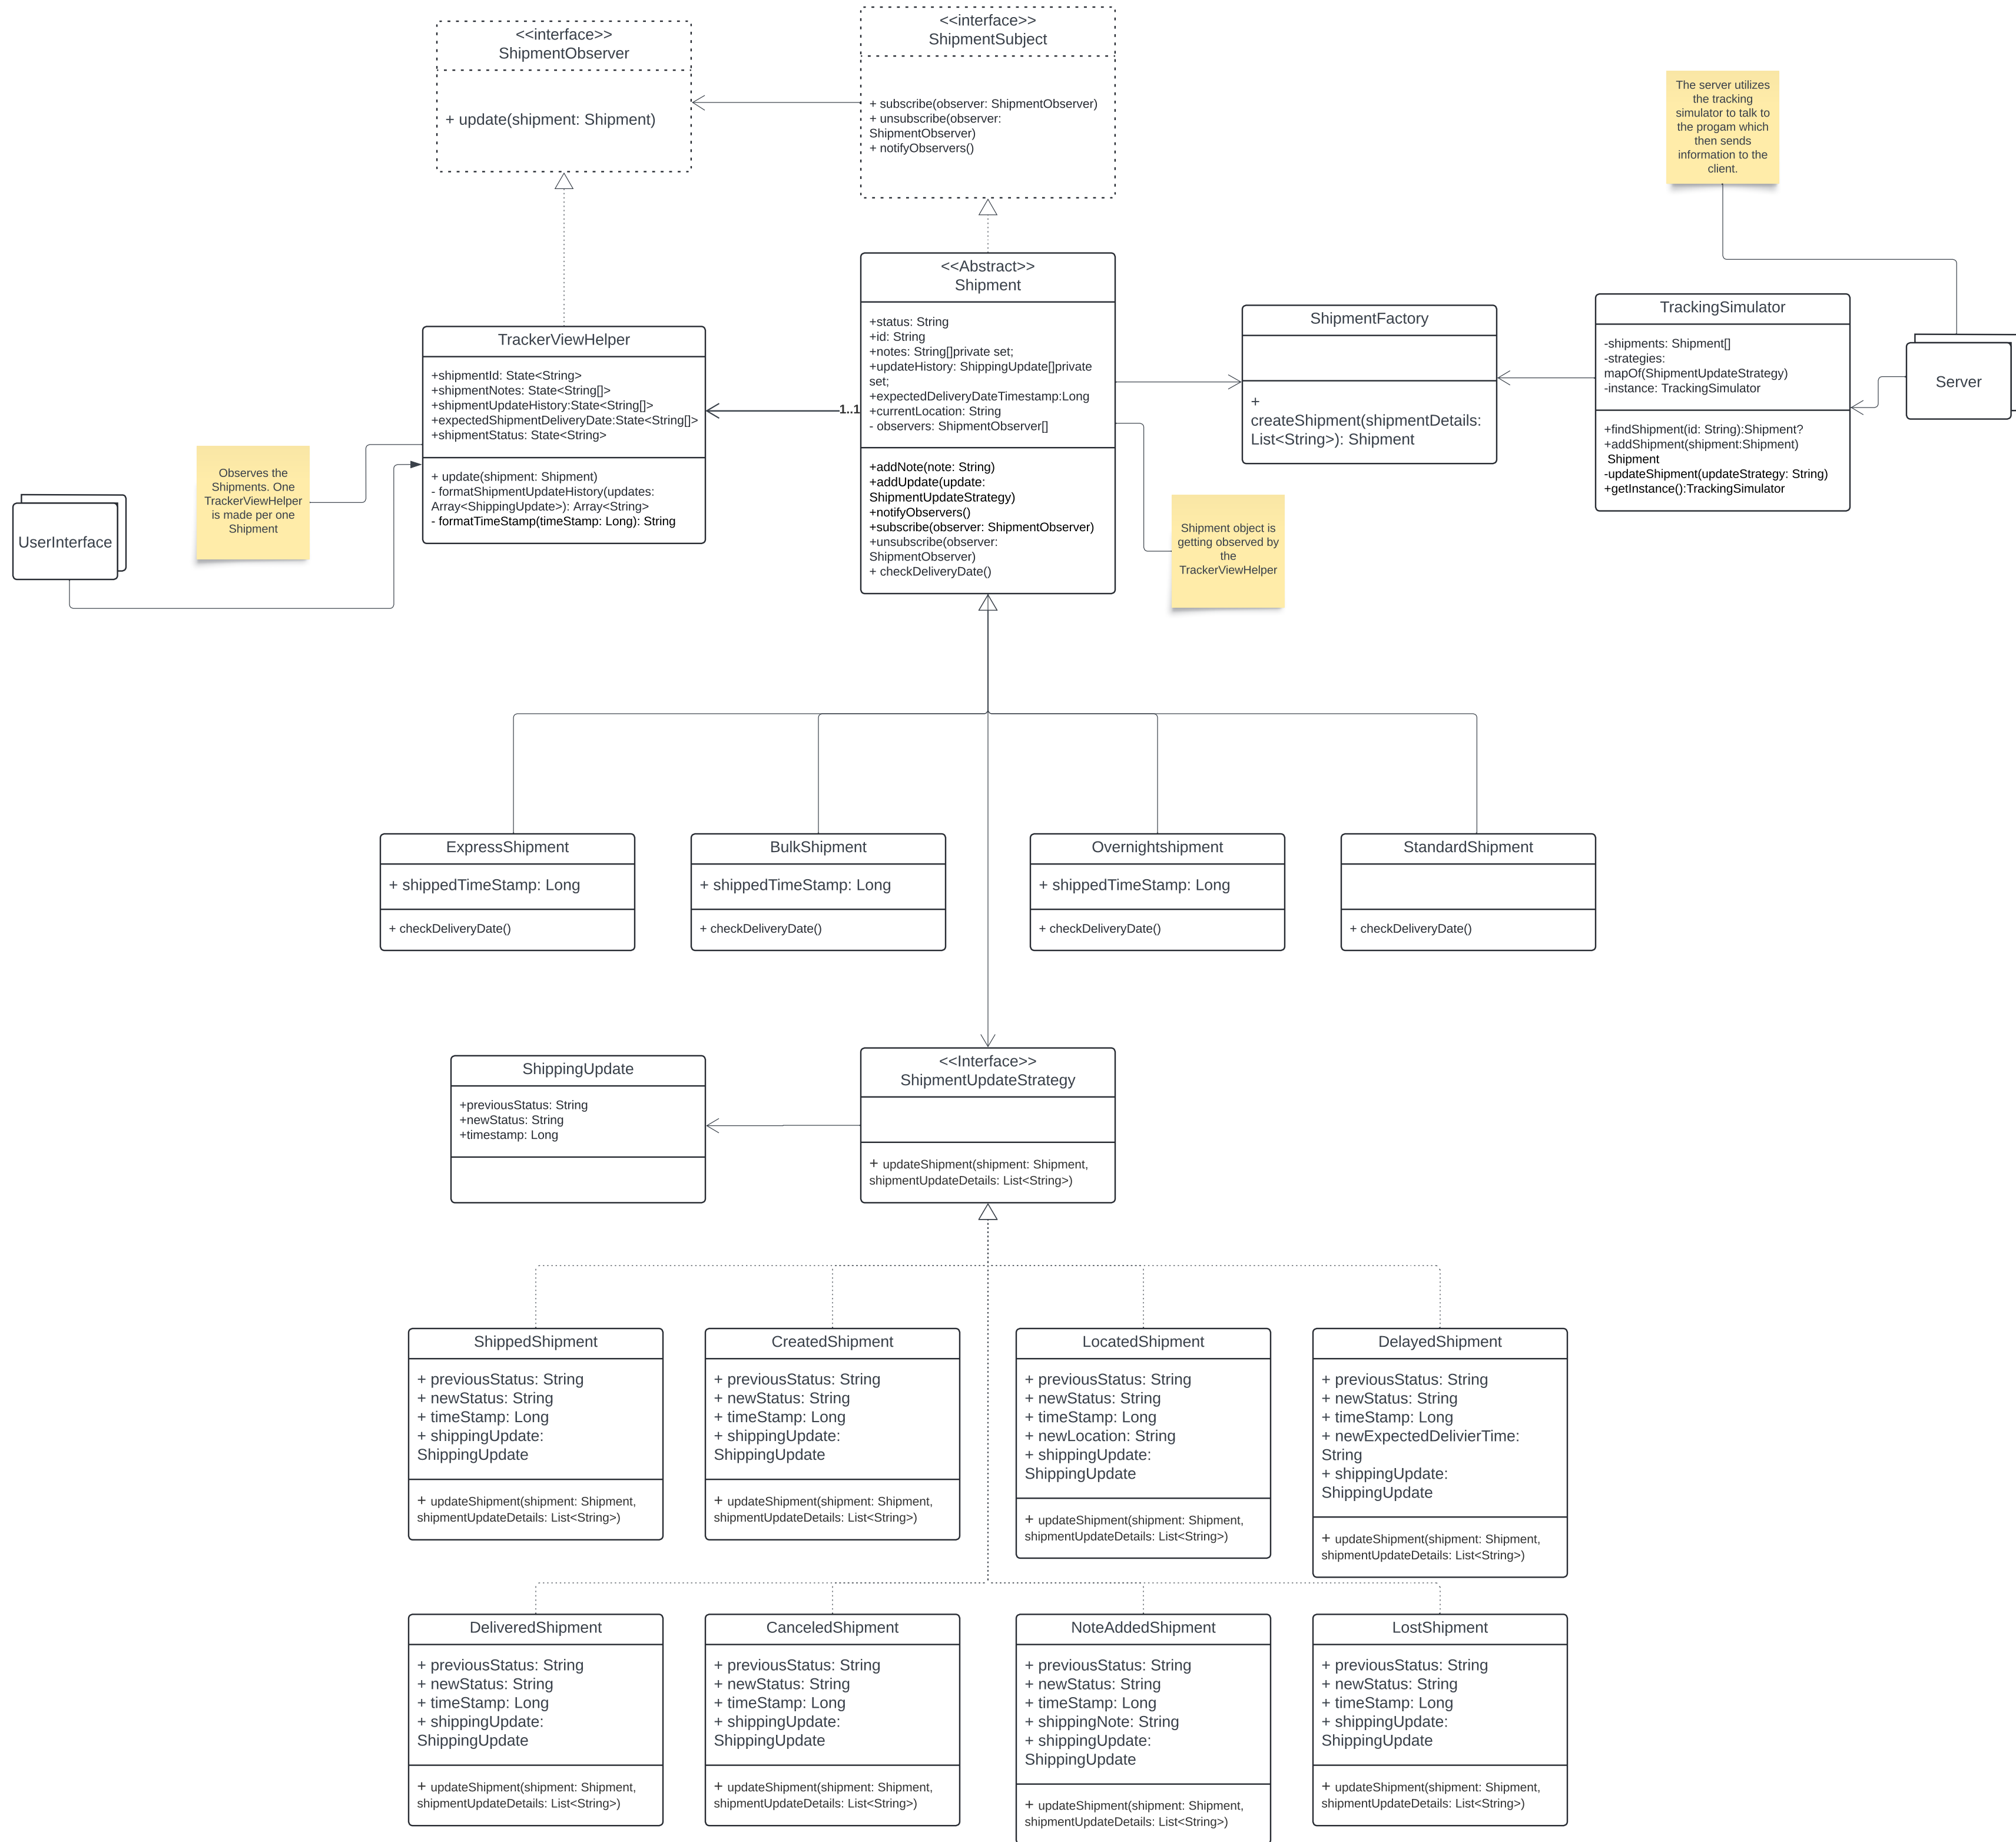 <<interface>>
ShipmentObserver
+ update(shipment: Shipment)
<<interface>>
ShipmentSubject
+ subscribe(observer: ShipmentObserver)
+ unsubscribe(observer:
ShipmentObserver)
+ notifyObservers()
The server utilizes
the tracking
simulator to talk to
the progam which
then sends
information to the
client.
<<Abstract>>
Shipment
+status: String
+id: String
+notes: String[]private set;
+updateHistory: ShippingUpdate[]private
set;
+expectedDeliveryDateTimestamp:Long
+currentLocation: String
- observers: ShipmentObserver[]
+addNote(note: String)
+addUpdate(update:
ShipmentUpdateStrategy)
+notifyObservers()
+subscribe(observer: ShipmentObserver)
+unsubscribe(observer:
ShipmentObserver)
+ checkDeliveryDate()
TrackerViewHelper
+shipmentId: State<String>
+shipmentNotes: State<String[]>
+shipmentUpdateHistory:State<String[]>
+expectedShipmentDeliveryDate:State<String[]>
+shipmentStatus: State<String>
+ update(shipment: Shipment)
- formatShipmentUpdateHistory(updates:
Array<ShippingUpdate>): Array<String>
- formatTimeStamp(timeStamp: Long): String
1..1
ShipmentFactory
+
createShipment(shipmentDetails:
List<String>): Shipment
TrackingSimulator
-shipments: Shipment[]
-strategies:
mapOf(ShipmentUpdateStrategy)
-instance: TrackingSimulator
+findShipment(id: String):Shipment?
+addShipment(shipment:Shipment)
Shipment
-updateShipment(updateStrategy: String)
+getInstance():TrackingSimulator
Server
Observes the
Shipments. One
TrackerViewHelper
is made per one
Shipment
UserInterface
Shipment object is
getting observed by
the
TrackerViewHelper
ExpressShipment
+ shippedTimeStamp: Long
+ checkDeliveryDate()
BulkShipment
+ shippedTimeStamp: Long
+ checkDeliveryDate()
Overnightshipment
+ shippedTimeStamp: Long
+ checkDeliveryDate()
StandardShipment
+ checkDeliveryDate()
ShippingUpdate
+previousStatus: String
+newStatus: String
+timestamp: Long
<<Interface>>
ShipmentUpdateStrategy
+ updateShipment(shipment: Shipment,
shipmentUpdateDetails: List<String>)
ShippedShipment
+ previousStatus: String
+ newStatus: String
+ timeStamp: Long
+ shippingUpdate:
ShippingUpdate
+ updateShipment(shipment: Shipment,
shipmentUpdateDetails: List<String>)
CreatedShipment
+ previousStatus: String
+ newStatus: String
+ timeStamp: Long
+ shippingUpdate:
ShippingUpdate
+ updateShipment(shipment: Shipment,
shipmentUpdateDetails: List<String>)
LocatedShipment
+ previousStatus: String
+ newStatus: String
+ timeStamp: Long
+ newLocation: String
+ shippingUpdate:
ShippingUpdate
+ updateShipment(shipment: Shipment,
shipmentUpdateDetails: List<String>)
DelayedShipment
+ previousStatus: String
+ newStatus: String
+ timeStamp: Long
+ newExpectedDelivierTime:
String
+ shippingUpdate:
ShippingUpdate
+ updateShipment(shipment: Shipment,
shipmentUpdateDetails: List<String>)
DeliveredShipment
+ previousStatus: String
+ newStatus: String
+ timeStamp: Long
+ shippingUpdate:
ShippingUpdate
+ updateShipment(shipment: Shipment,
shipmentUpdateDetails: List<String>)
CanceledShipment
+ previousStatus: String
+ newStatus: String
+ timeStamp: Long
+ shippingUpdate:
ShippingUpdate
+ updateShipment(shipment: Shipment,
shipmentUpdateDetails: List<String>)
NoteAddedShipment
+ previousStatus: String
+ newStatus: String
+ timeStamp: Long
+ shippingNote: String
+ shippingUpdate:
ShippingUpdate
+ updateShipment(shipment: Shipment,
shipmentUpdateDetails: List<String>)
LostShipment
+ previousStatus: String
+ newStatus: String
+ timeStamp: Long
+ shippingUpdate:
ShippingUpdate
+ updateShipment(shipment: Shipment,
shipmentUpdateDetails: List<String>)